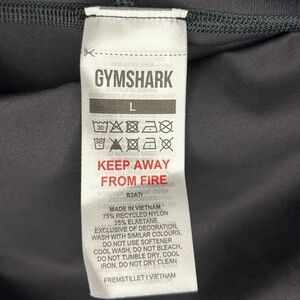 GYMSHARK
L
30
KEEP AWAY
FROM FIRE
B3A7I
MADE IN VIETNAM
75% RECYCLED NYLON
25% ELASTANE
EXCLUSIVE OF DECORATION,
WASH WITH SIMILAR COLOURS.
DO NOT USE SOFTENER
COOL WASH, DO NOT BLEACH,
DO NOT TUMBLE DRY, COOL
IRON, DO NOT DRY CLEAN
FREMSTILLET I VIETNAM